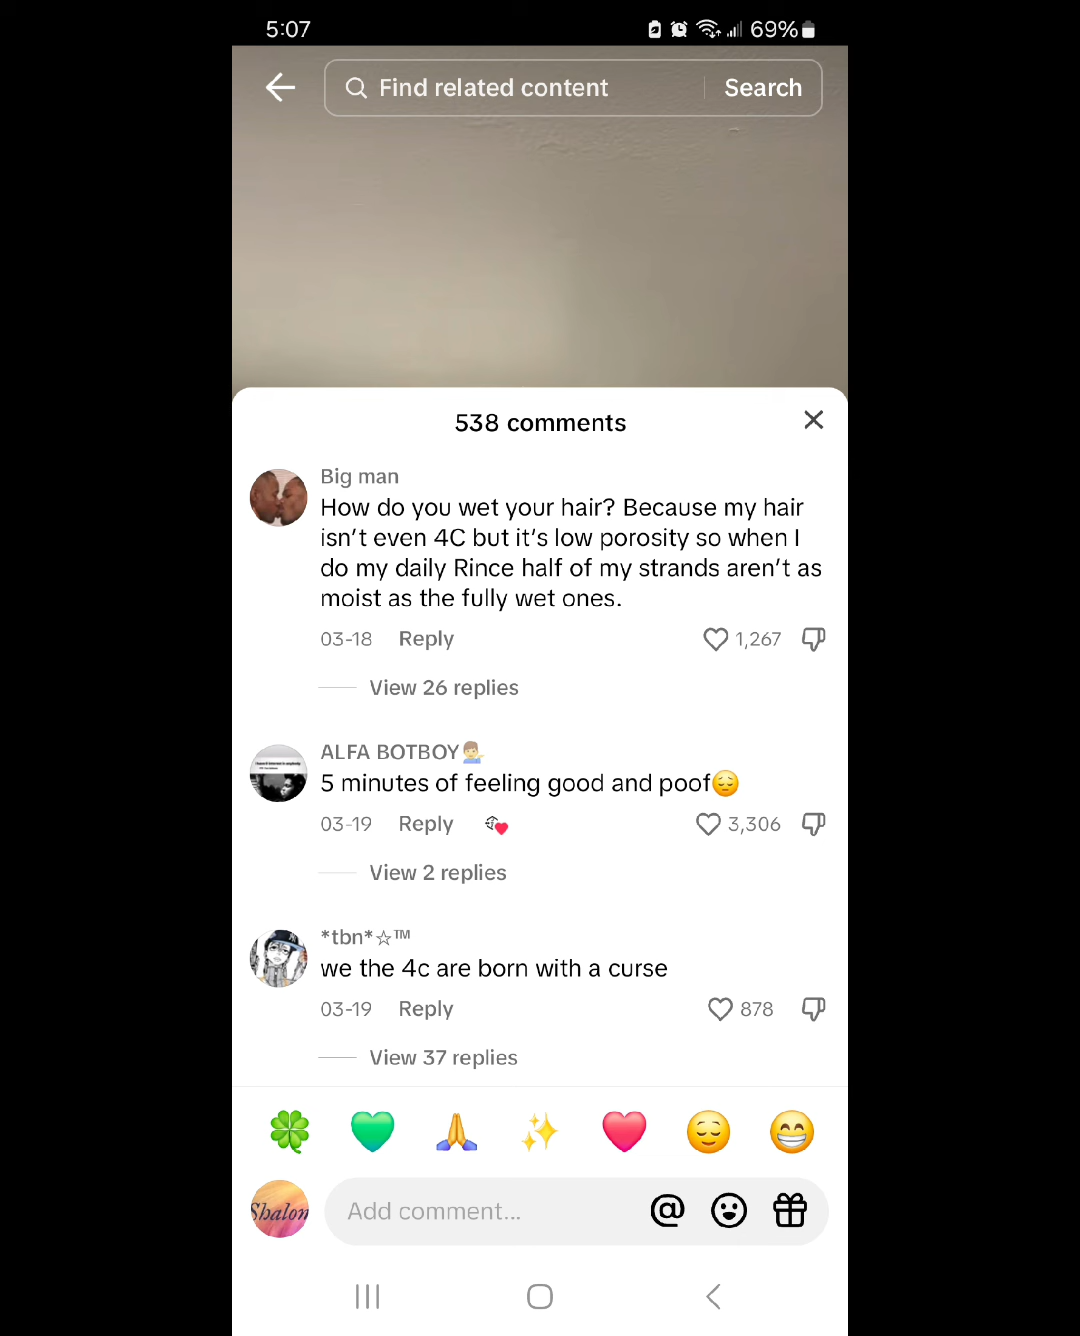 5:07
69%
Find related content
Search
538 comments
Big man
How do you wet your hair? Because my hair
isn't even 4C but it's low porosity so when I
do my daily Rince half of my strands aren't as
moist as the fully wet ones.
03-18 Reply 1,267
View 26 replies
ALFA BOTBOY💁🏼‍♂️
5 minutes of feeling good and poof😔
03-19 Reply 3,306
View 2 replies
*tbn*☆™
we the 4c are born with a curse
03-19 Reply 878
View 37 replies
🍀 💚 🙏 ✨ ❤️ 😌 😁
Shalon
Add comment...